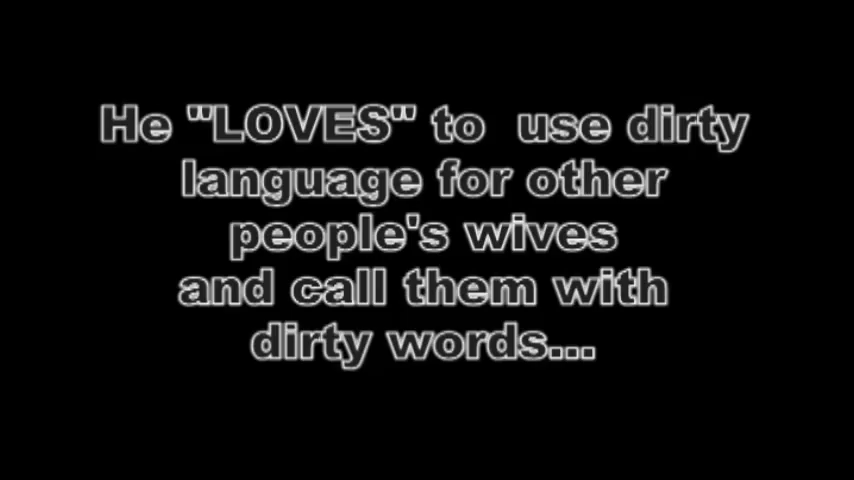 He "LOVES" to  use dirty
language for other
people's wives
and call them with
dirty words...